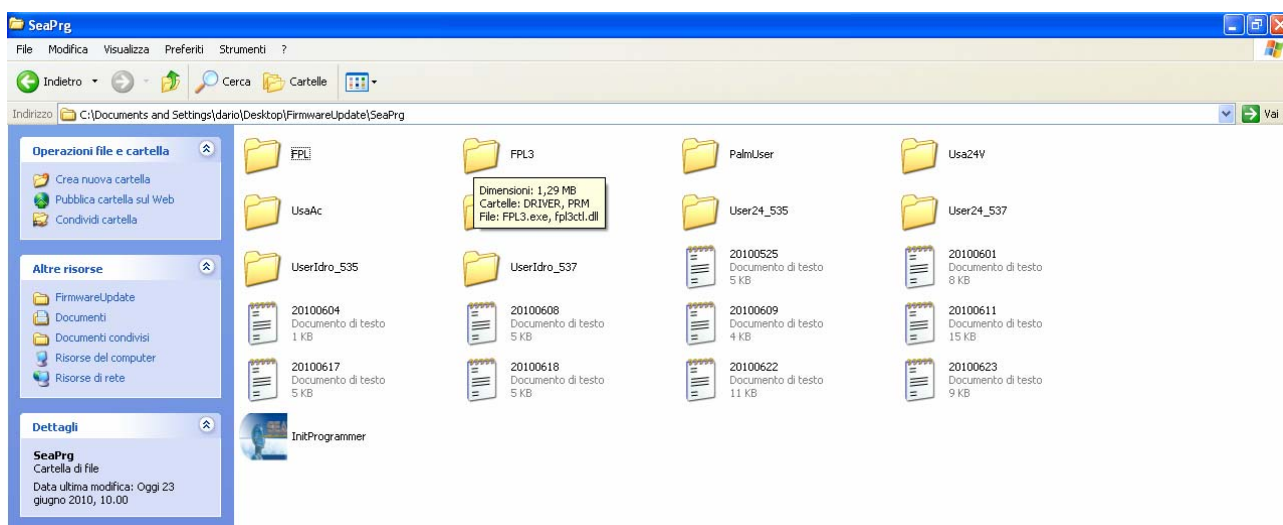 SeaPrg
File Modifica Visualizza Preferiti Strumenti ?
Indietro Cerca Cartelle
Indirizzo C:\Documents and Settings\dario\Desktop\FirmwareUpdate\SeaPrg Vai
Operazioni file e cartella
Crea nuova cartella
Pubblica cartella sul Web
Condividi cartella
Altre risorse
FirmwareUpdate
Documenti
Documenti condivisi
Risorse del computer
Risorse di rete
Dettagli
SeaPrg
Cartella di file
Data ultima modifica: Oggi 23
giugno 2010, 10.00
FPL
FPL3
PalmUser
Usa24V
Dimensioni: 1,29 MB
Cartelle: DRIVER, PRM
File: FPL3.exe, fpl3ctl.dll
UsaAc
User24_535
User24_537
UserIdro_535
UserIdro_537
20100525
Documento di testo
5 KB
20100601
Documento di testo
8 KB
20100604
Documento di testo
1 KB
20100608
Documento di testo
5 KB
20100609
Documento di testo
4 KB
20100611
Documento di testo
15 KB
20100617
Documento di testo
5 KB
20100618
Documento di testo
5 KB
20100622
Documento di testo
11 KB
20100623
Documento di testo
9 KB
InitProgrammer